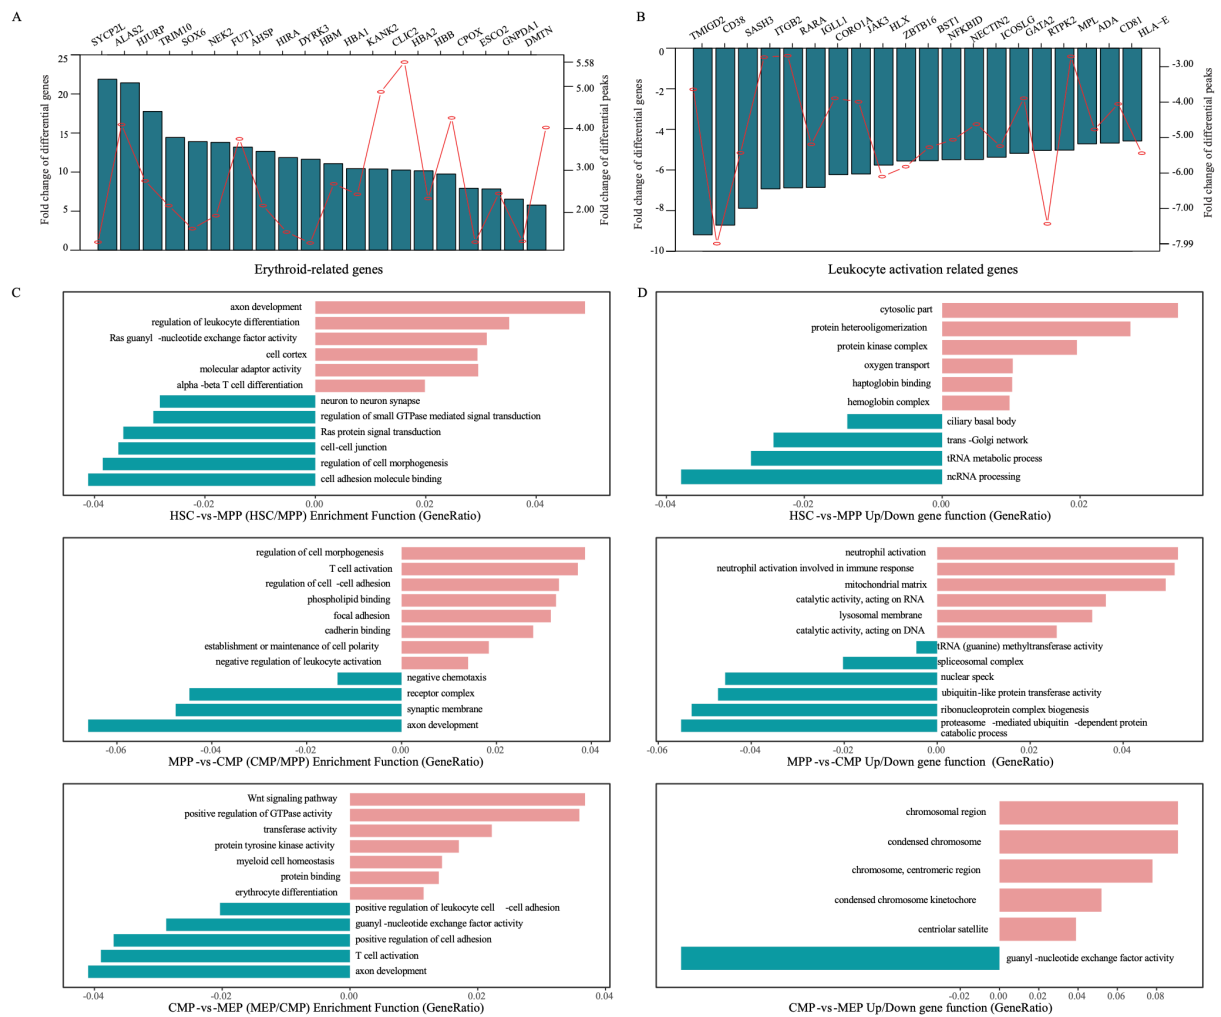 A
SYCP2L
ALAS2
HJURP
TRIM10
SOX6
NEK2
FUT1
AHSP
HIRA
DYRK3
HBM
HBA1
KANK2
CLIC2
HBA2
HBB
CPOX
ESCO2
GNPDA1
DMTN
Fold change of differential genes
25
20
15
10
5
0
5.58
5.00
4.00
3.00
2.00
Fold change of differential peaks
Erythroid-related genes
B
TMIGD2
CD38
SASH3
ITGB2
RARA
IGLL1
CORO1A
JAK3
HLX
ZBTB16
BST1
NFKBID
NECTIN2
ICOSLG
GATA2
RTPK2
MPL
ADA
CD81
HLA-E
Fold change of differential genes
0
-2
-4
-6
-8
-10
-3.00
-4.00
-5.00
-6.00
-7.00
-7.99
Fold change of differential peaks
Leukocyte activation related genes
C
axon development
regulation of leukocyte differentiation
Ras guanyl -nucleotide exchange factor activity
cell cortex
molecular adaptor activity
alpha -beta T cell differentiation
neuron to neuron synapse
regulation of small GTPase mediated signal transduction
Ras protein signal transduction
cell-cell junction
regulation of cell morphogenesis
cell adhesion molecule binding
-0.04 -0.02 0.00 0.02 0.04
HSC -vs-MPP (HSC/MPP) Enrichment Function (GeneRatio)
regulation of cell morphogenesis
T cell activation
regulation of cell -cell adhesion
phospholipid binding
focal adhesion
cadherin binding
establishment or maintenance of cell polarity
negative regulation of leukocyte activation
negative chemotaxis
receptor complex
synaptic membrane
axon development
-0.06 -0.04 -0.02 0.00 0.02 0.04
MPP -vs-CMP (CMP/MPP) Enrichment Function (GeneRatio)
Wnt signaling pathway
positive regulation of GTPase activity
transferase activity
protein tyrosine kinase activity
myeloid cell homeostasis
protein binding
erythrocyte differentiation
positive regulation of leukocyte cell -cell adhesion
guanyl -nucleotide exchange factor activity
positive regulation of cell adhesion
T cell activation
axon development
-0.04 -0.02 0.00 0.02 0.04
CMP -vs-MEP (MEP/CMP) Enrichment Function (GeneRatio)
D
cytosolic part
protein heterooligomerization
protein kinase complex
oxygen transport
haptoglobin binding
hemoglobin complex
ciliary basal body
trans -Golgi network
tRNA metabolic process
ncRNA processing
-0.04 -0.02 0.00 0.02
HSC -vs-MPP Up/Down gene function (GeneRatio)
neutrophil activation
neutrophil activation involved in immune response
mitochondrial matrix
catalytic activity, acting on RNA
lysosomal membrane
catalytic activity, acting on DNA
tRNA (guanine) methyltransferase activity
spliceosomal complex
nuclear speck
ubiquitin-like protein transferase activity
ribonucleoprotein complex biogenesis
proteasome -mediated ubiquitin -dependent protein
catabolic process
-0.06 -0.04 -0.02 0.00 0.02 0.04
MPP -vs-CMP Up/Down gene function (GeneRatio)
chromosomal region
condensed chromosome
chromosome, centromeric region
condensed chromosome kinetochore
centriolar satellite
guanyl -nucleotide exchange factor activity
-0.02 0.00 0.02 0.04 0.06 0.08
CMP -vs-MEP Up/Down gene function (GeneRatio)